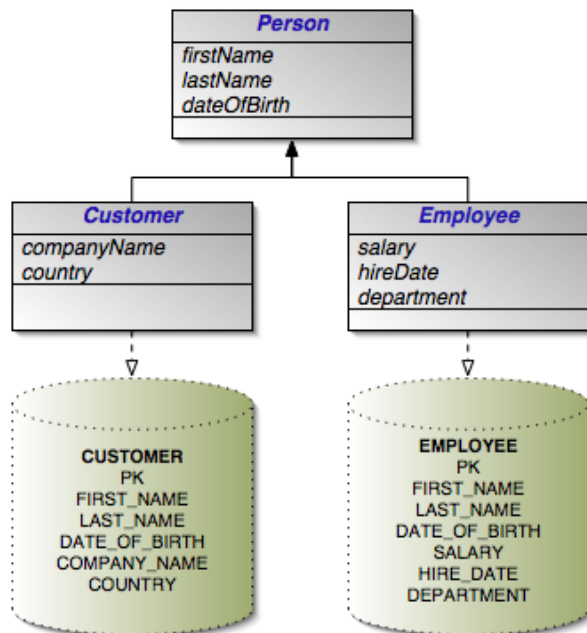 Person
firstName
lastName
dateOfBirth
Customer
companyName
country
Employee
salary
hireDate
department
CUSTOMER
PK
FIRST_NAME
LAST_NAME
DATE_OF_BIRTH
COMPANY_NAME
COUNTRY
EMPLOYEE
PK
FIRST_NAME
LAST_NAME
DATE_OF_BIRTH
SALARY
HIRE_DATE
DEPARTMENT